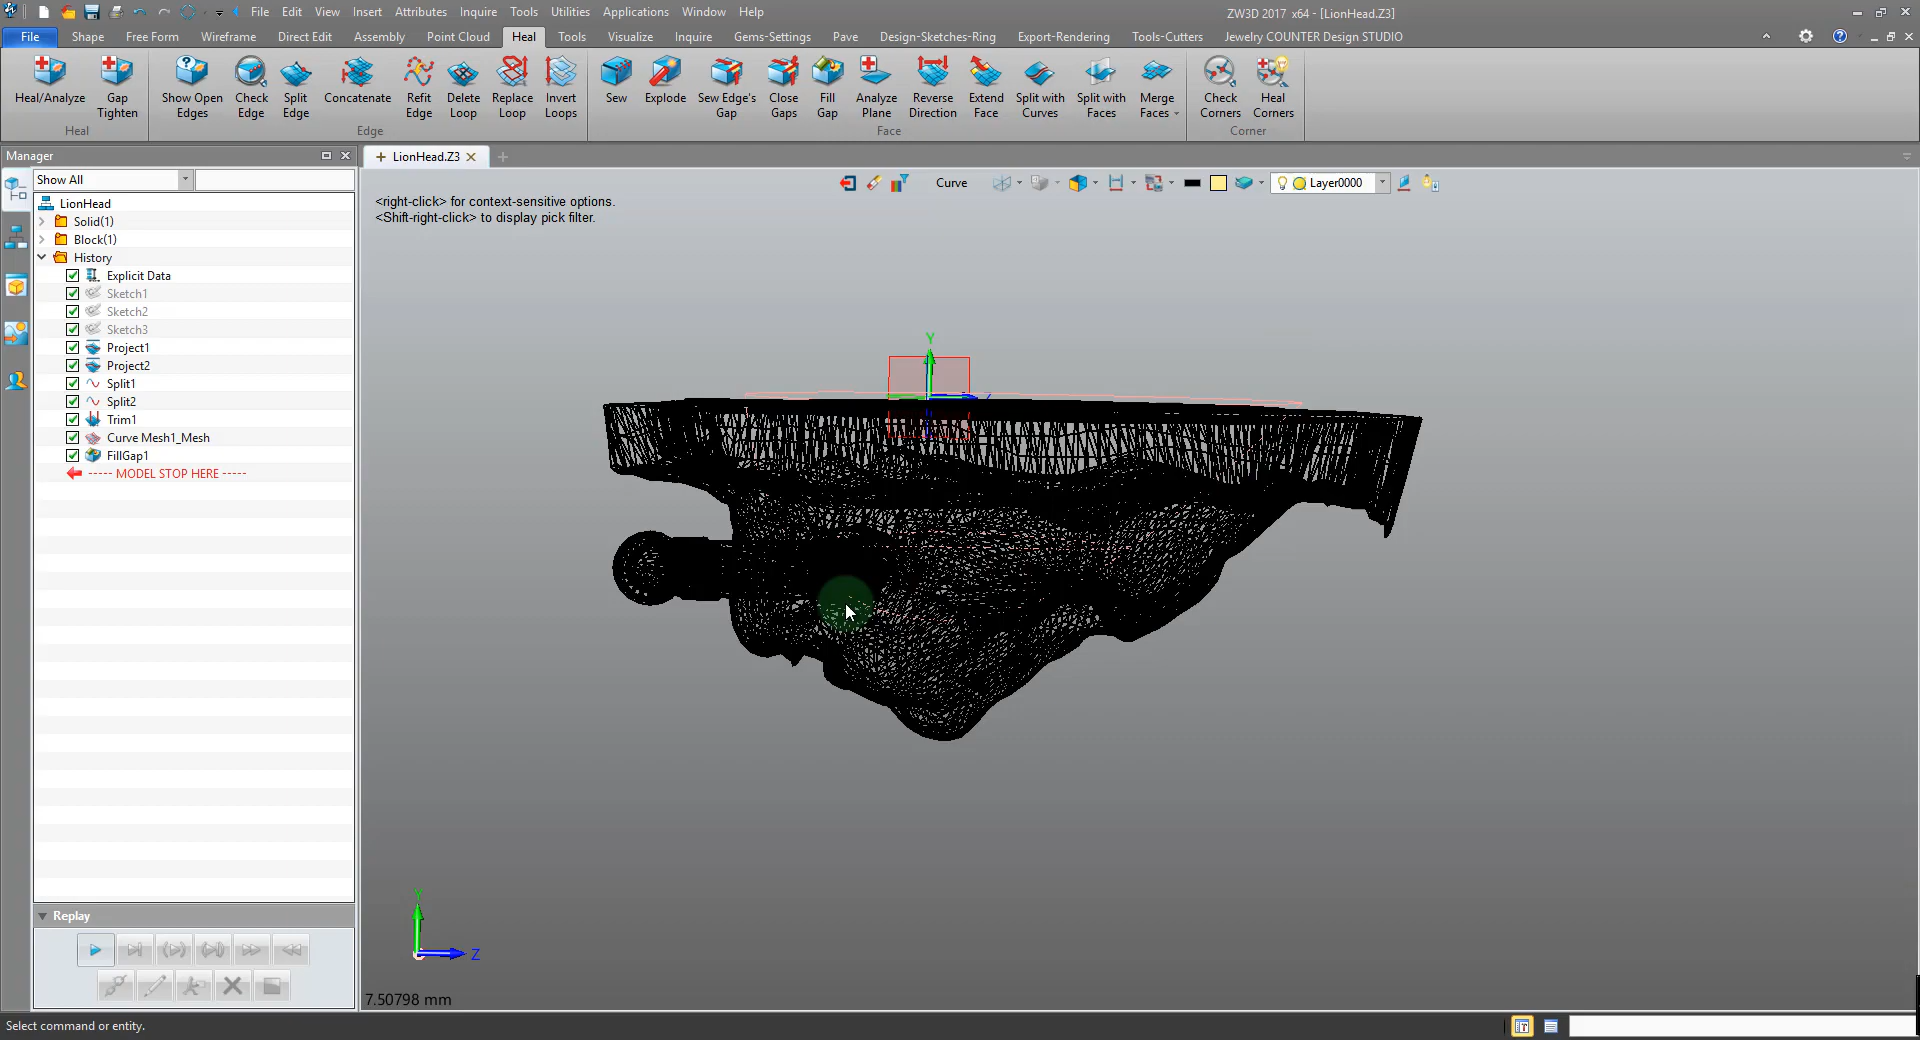 File Edit View Insert Attributes Inquire Tools Utilities Applications Window Help
ZW3D 2017 x64 - [LionHead.Z3]
File Shape Free Form Wireframe Direct Edit Assembly Point Cloud Heal Tools Visualize Inquire Gems-Settings Pave Design-Sketches-Ring Export-Rendering Tools-Cutters Jewelry COUNTER Design STUDIO
Heal/Analyze
Gap Tighten
Show Open Edges
Check Edge
Split Edge
Concatenate
Refit Edge
Delete Loop
Replace Loop
Invert Loops
Sew
Explode
Sew Edge's Gap
Close Gaps
Fill Gap
Analyze Plane
Reverse Direction
Extend Face
Split with Curves
Split with Faces
Merge Faces
Check Corners
Heal Corners
Heal
Edge
Face
Corner
Manager
LionHead.Z3
Show All
LionHead
Solid(1)
Block(1)
History
Explicit Data
Sketch1
Sketch2
Sketch3
Project1
Project2
Split1
Split2
Trim1
Curve Mesh1_Mesh
FillGap1
----- MODEL STOP HERE -----
Replay
<right-click> for context-sensitive options.
<Shift-right-click> to display pick filter.
Curve
Layer0000
Y
Z
Y
Z
7.50798 mm
Select command or entity.